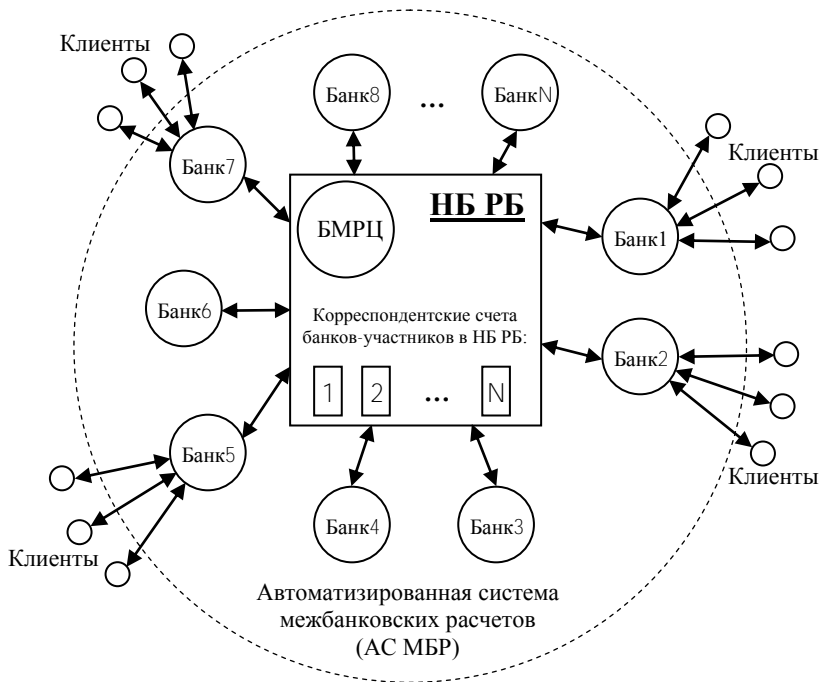 Клиенты
Банк8
...
БанкN
Банк7
Клиенты
НБ РБ
БМРЦ
Банк1
Банк6
Корреспондентские счета
банков-участников в НБ РБ:
Банк2
1
2
...
N
Банк5
Клиенты
Банк4
Банк3
Клиенты
Автоматизированная система
межбанковских расчетов
(АС МБР)